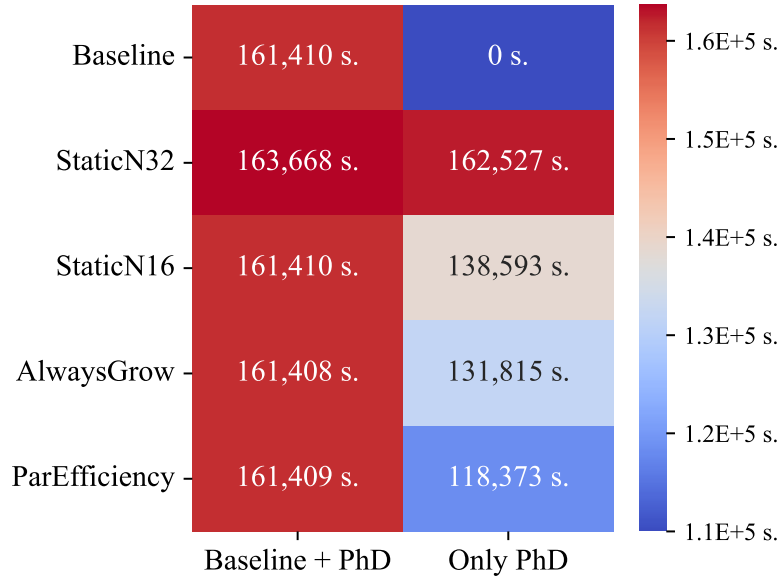 Baseline
161,410 s.
0 s.
StaticN32
163,668 s.
162,527 s.
StaticN16
161,410 s.
138,593 s.
AlwaysGrow
161,408 s.
131,815 s.
ParEfficiency
161,409 s.
118,373 s.
Baseline + PhD
Only PhD
1.6E+5 s.
1.5E+5 s.
1.4E+5 s.
1.3E+5 s.
1.2E+5 s.
1.1E+5 s.